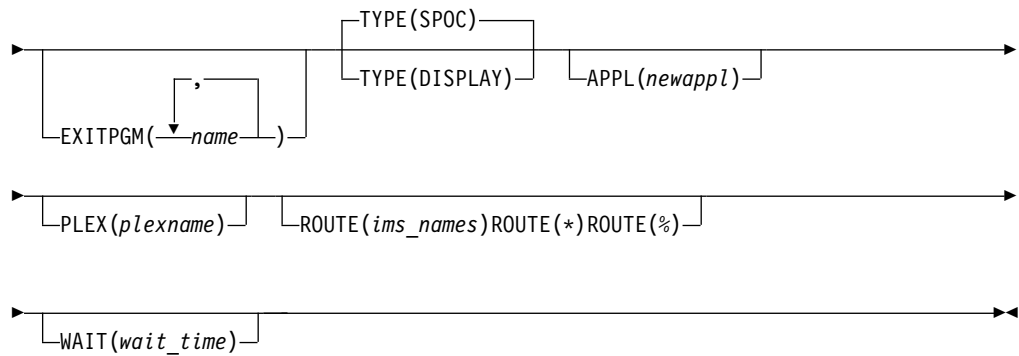 TYPE(SPOC)
TYPE(DISPLAY) APPL(newappl)
,
EXITPGM( name )
PLEX(plexname) ROUTE(ims_names)ROUTE(*)ROUTE(%)
WAIT(wait_time)